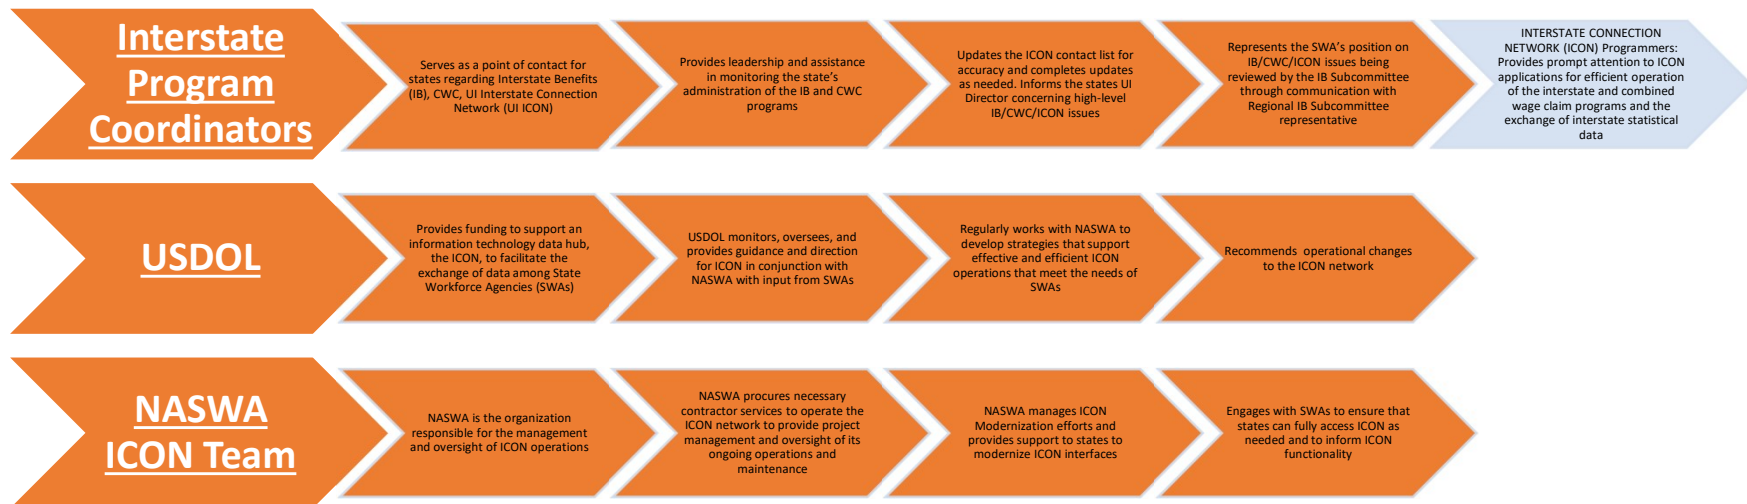 Interstate
Program
Coordinators
Serves as a point of contact for
states regarding Interstate Benefits
(IB), CWC, UI Interstate Connection
Network (UI ICON)
Provides leadership and assistance
in monitoring the state's
administration of the IB and CWC
programs
Updates the ICON contact list for
accuracy and completes updates
as needed. Informs the states UI
Director concerning high-level
IB/CWC/ICON issues
Represents the SWA's position on
IB/CWC/ICON issues being
reviewed by the IB Subcommittee
through communication with
Regional IB Subcommittee
representative
INTERSTATE CONNECTION
NETWORK (ICON) Programmers:
Provides prompt attention to ICON
applications for efficient operation
of the interstate and combined
wage claim programs and the
exchange of interstate statistical
data
USDOL
Provides funding to support an
information technology data hub,
the ICON, to facilitate the
exchange of data among State
Workforce Agencies (SWAs)
USDOL monitors, oversees, and
provides guidance and direction
for ICON in conjunction with
NASWA with input from SWAs
Regularly works with NASWA to
develop strategies that support
effective and efficient ICON
operations that meet the needs of
SWAs
Recommends operational changes
to the ICON network
NASWA
ICON Team
NASWA is the organization
responsible for the management
and oversight of ICON operations
NASWA procures necessary
contractor services to operate the
ICON network to provide project
management and oversight of its
ongoing operations and
maintenance
NASWA manages ICON
Modernization efforts and
provides support to states to
modernize ICON interfaces
Engages with SWAs to ensure that
states can fully access ICON as
needed and to inform ICON
functionality